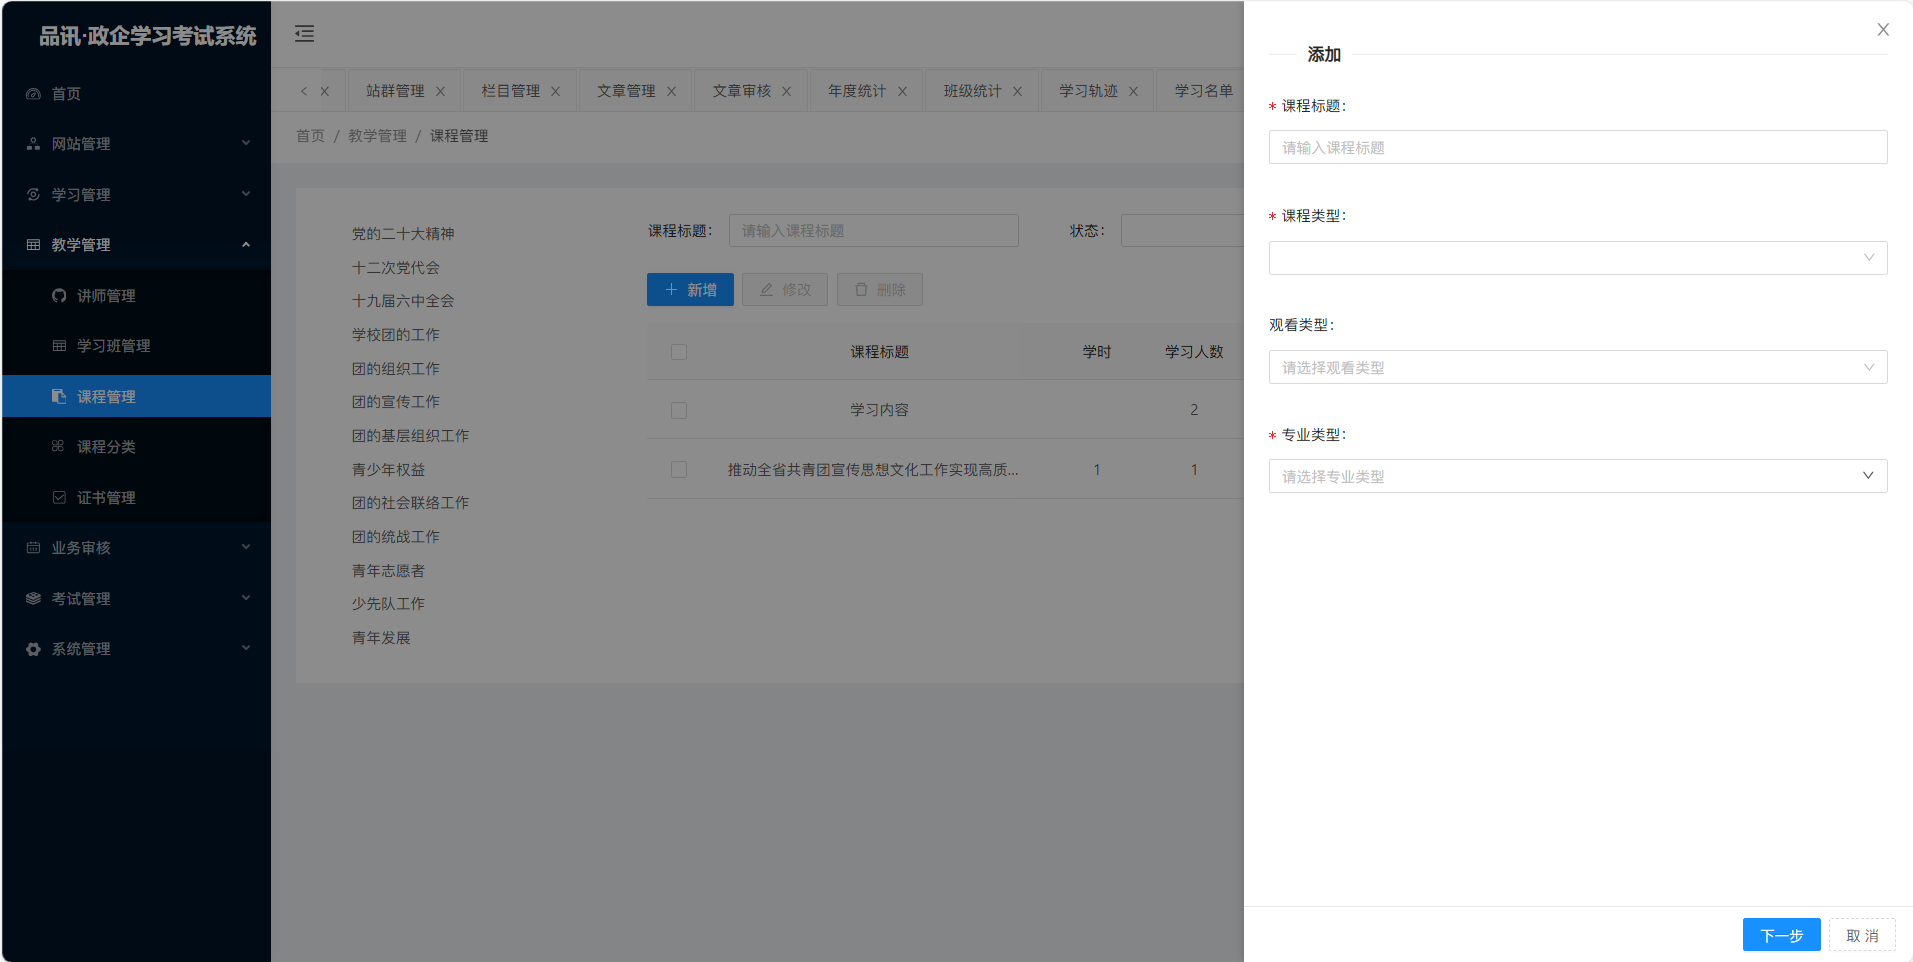 品讯·政企学习考试系统
首页
网站管理
学习管理
教学管理
讲师管理
学习班管理
课程管理
课程分类
证书管理
业务审核
考试管理
系统管理
站群管理 栏目管理 文章管理 文章审核 年度统计 班级统计 学习轨迹 学习名单
首页 / 教学管理 / 课程管理
党的二十大精神
十二次党代会
十九届六中全会
学校团的工作
团的组织工作
团的宣传工作
团的基层组织工作
青少年权益
团的社会联络工作
团的统战工作
青年志愿者
少先队工作
青年发展
课程标题: 请输入课程标题 状态:
新增 修改 删除
课程标题 学时 学习人数
学习内容 2
推动全省共青团宣传思想文化工作实现高质... 1 1
添加
* 课程标题:
请输入课程标题
* 课程类型:
观看类型:
请选择观看类型
* 专业类型:
请选择专业类型
下一步 取 消